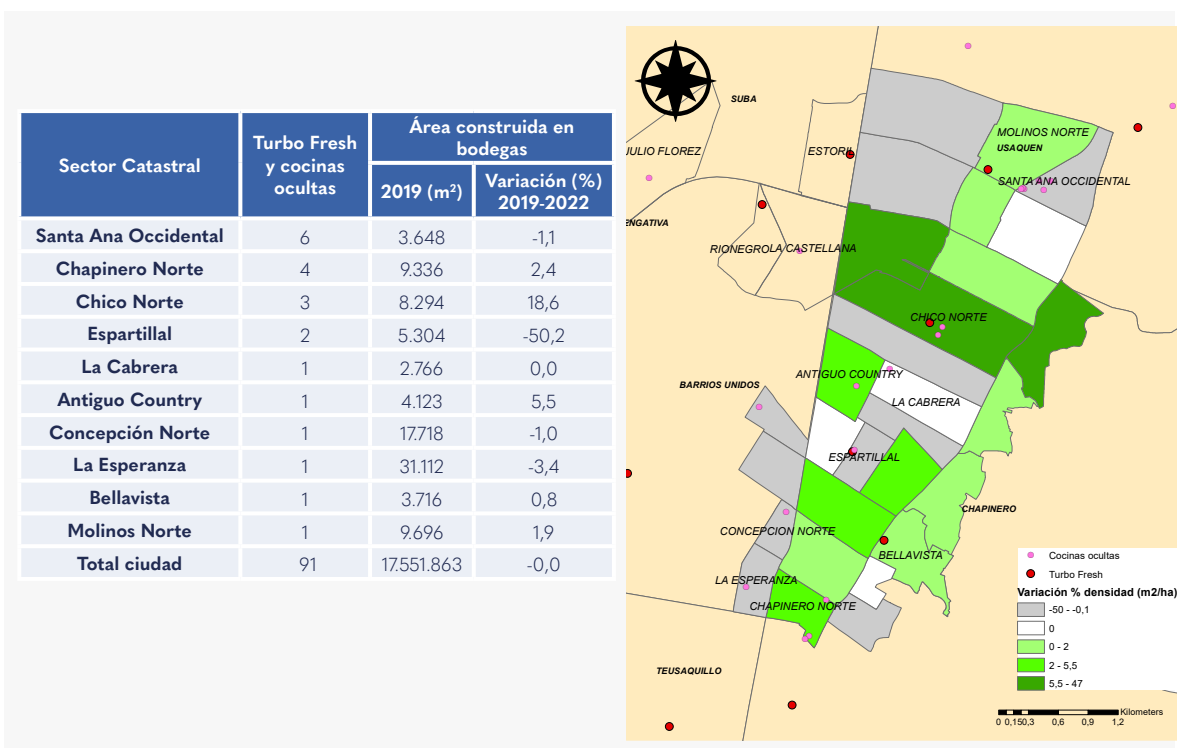 Sector Catastral
Turbo Fresh
y cocinas
ocultas
Área construida en
bodegas
2019 (m²)
Variación (%)
2019-2022
Santa Ana Occidental 6 3.648 -1,1
Chapinero Norte 4 9.336 2,4
Chico Norte 3 8.294 18,6
Espartillal 2 5.304 -50,2
La Cabrera 1 2.766 0,0
Antiguo Country 1 4.123 5,5
Concepción Norte 1 17.718 -1,0
La Esperanza 1 31.112 -3,4
Bellavista 1 3.716 0,8
Molinos Norte 1 9.696 1,9
Total ciudad 91 17.551.863 -0,0
SUBA
MOLINOS NORTE
USAQUEN
JULIO FLOREZ
ESTORIL
SANTA ANA OCCIDENTAL
ENGATIVA
RIONEGRO
LA CASTELLANA
CHICO NORTE
ANTIGUO COUNTRY
BARRIOS UNIDOS
LA CABRERA
ESPARTILLAL
CHAPINERO
CONCEPCION NORTE
BELLAVISTA
LA ESPERANZA
CHAPINERO NORTE
TEUSAQUILLO
Cocinas ocultas
Turbo Fresh
Variación % densidad (m2/ha)
-50 - -0,1
0
0 - 2
2 - 5,5
5,5 - 47
Kilometers
0 0,150,3 0,6 0,9 1,2